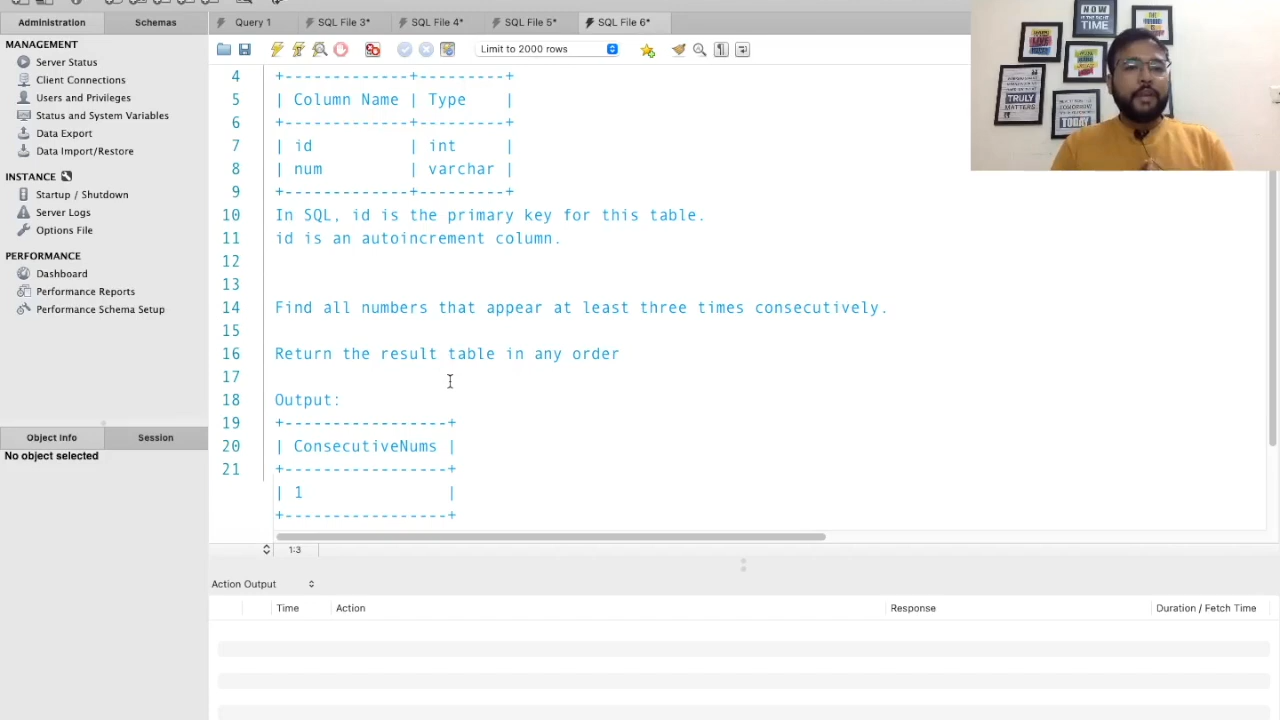 Administration
Schemas
Query 1
SQL File 3*
SQL File 4*
SQL File 5*
SQL File 6*
MANAGEMENT
Server Status
Client Connections
Users and Privileges
Status and System Variables
Data Export
Data Import/Restore
INSTANCE
Startup / Shutdown
Server Logs
Options File
PERFORMANCE
Dashboard
Performance Reports
Performance Schema Setup
Object Info
Session
No object selected
Limit to 2000 rows
4 +-------------+---------+
5 | Column Name | Type |
6 +-------------+---------+
7 | id | int |
8 | num | varchar |
9 +-------------+---------+
10 In SQL, id is the primary key for this table.
11 id is an autoincrement column.
12
13
14 Find all numbers that appear at least three times consecutively.
15
16 Return the result table in any order
17
18 Output:
19 +-----------------+
20 | ConsecutiveNums |
21 +-----------------+
| 1 |
+-----------------+
1:3
Action Output
Time
Action
Response
Duration / Fetch Time
NOW
TIME
TRULY
MATTERS
TOMORROW
TODAY